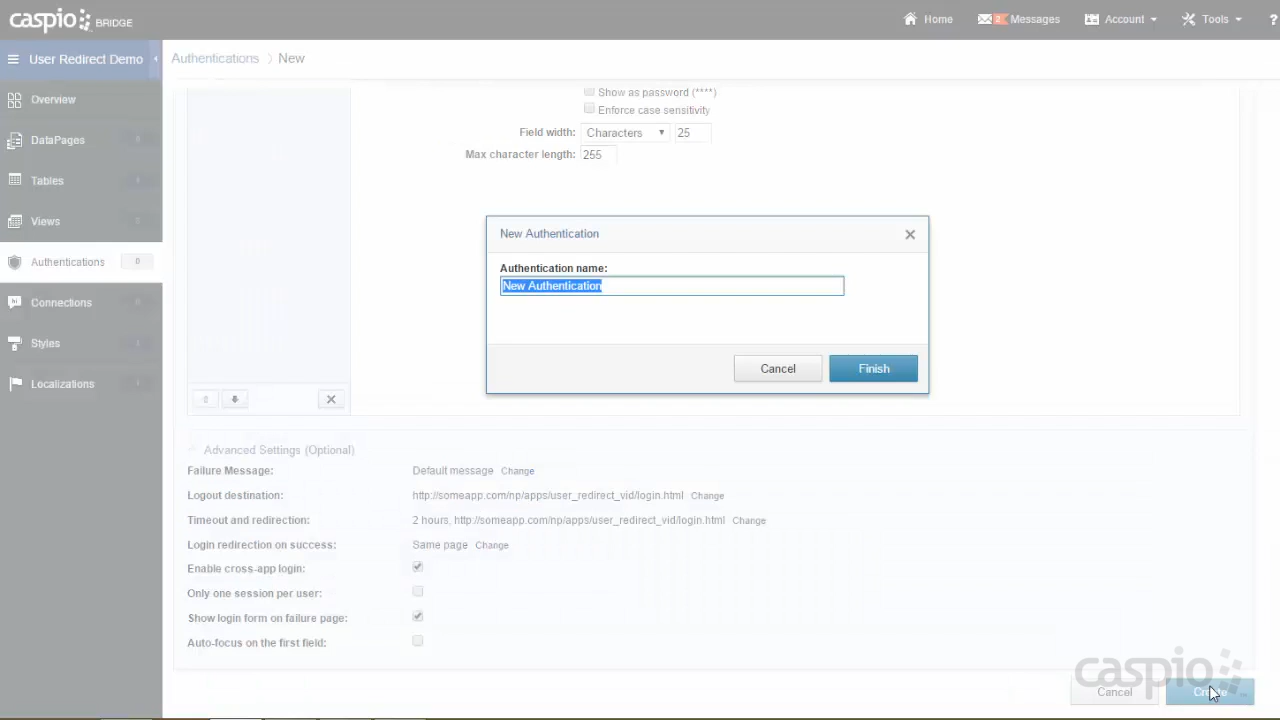 caspio BRIDGE
Home
Messages
Account
Tools
?
User Redirect Demo
Authentications
New
Overview
DataPages
Tables
Views
Authentications 0
Connections
Styles
Localizations
Show as password (****)
Enforce case sensitivity
Field width: Characters 25
Max character length: 255
New Authentication
Authentication name:
New Authentication
Cancel
Finish
Advanced Settings (Optional)
Failure Message: Default message Change
Logout destination: http://someapp.com/np/apps/user_redirect_vid/login.html Change
Timeout and redirection: 2 hours, http://someapp.com/np/apps/user_redirect_vid/login.html Change
Login redirection on success: Same page Change
Enable cross-app login:
Only one session per user:
Show login form on failure page:
Auto-focus on the first field:
caspio
Cancel